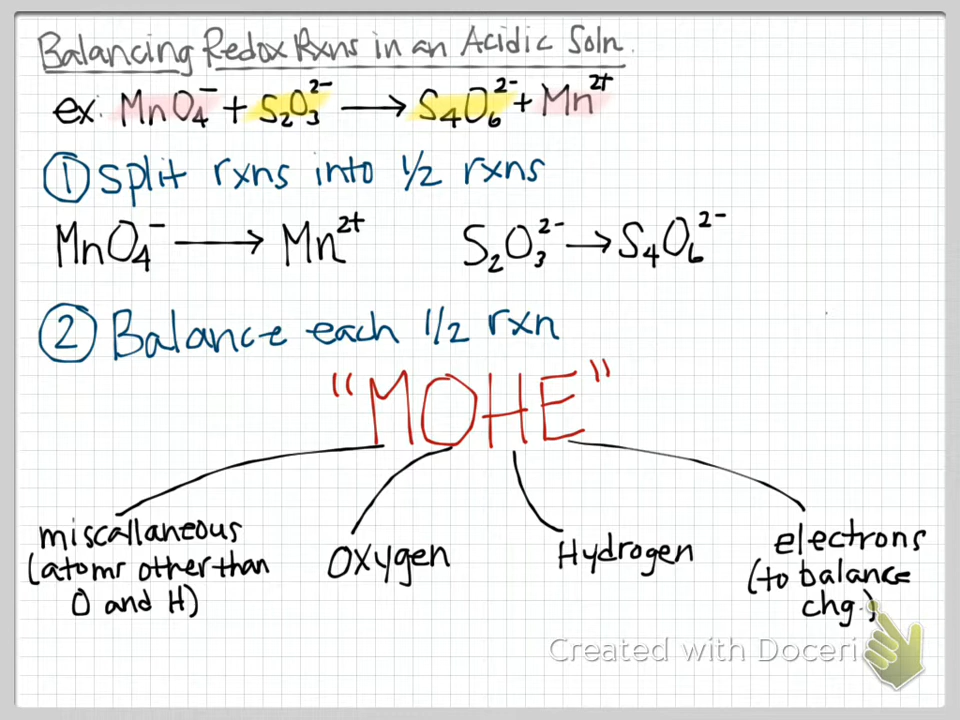 Balancing Redox Rxns in an Acidic Soln.
ex: MnO₄⁻ + S₂O₃²⁻ ⟶ S₄O₆²⁻ + Mn²⁺
① split rxns into 1/2 rxns
MnO₄⁻ ⟶ Mn²⁺ S₂O₃²⁻ → S₄O₆²⁻
② Balance each 1/2 rxn
"MOHE"
miscallaneous
(atoms other than
O and H)
Oxygen
Hydrogen
electrons
(to balance
chg.)
Created with Doceri